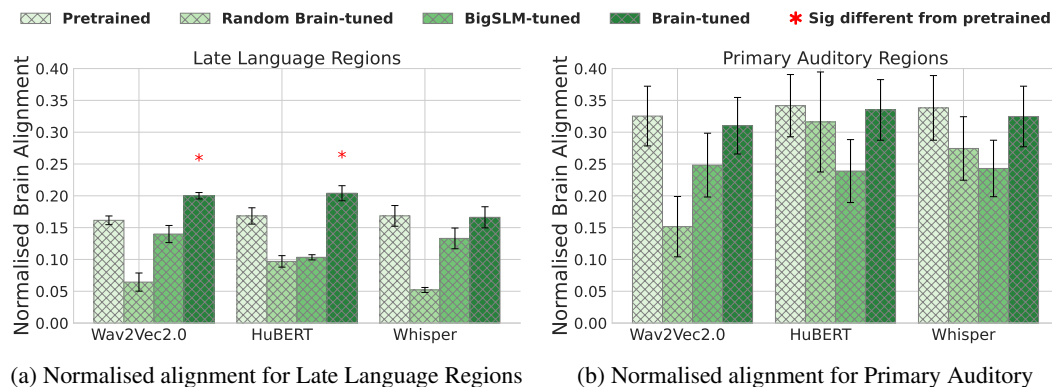 Pretrained Random Brain-tuned BigSLM-tuned Brain-tuned * Sig different from pretrained
Late Language Regions
Normalised Brain Alignment
0.40
0.35
0.30
0.25
0.20
0.15
0.10
0.05
0.00
* *
Wav2Vec2.0 HuBERT Whisper
(a) Normalised alignment for Late Language Regions
Primary Auditory Regions
Normalised Brain Alignment
0.40
0.35
0.30
0.25
0.20
0.15
0.10
0.05
0.00
Wav2Vec2.0 HuBERT Whisper
(b) Normalised alignment for Primary Auditory